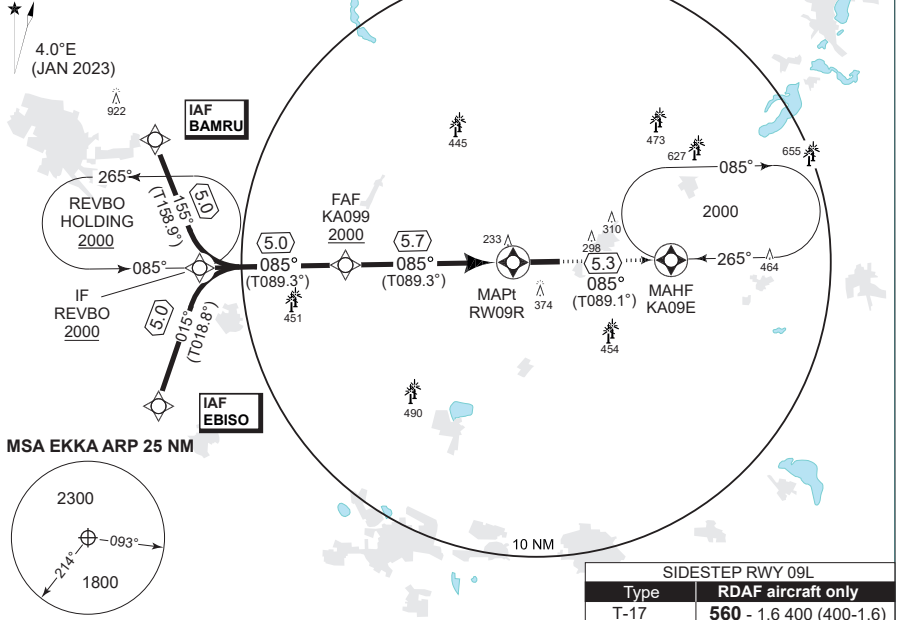 4.0°E
(JAN 2023)
922
IAF
BAMRU
445
473
627
655
265°
5.0
155°
(T158.9°)
REVBO
HOLDING
2000
085°
085°
2000
FAF
KA099
2000
5.0
085°
(T089.3°)
5.7
085°
(T089.3°)
233
298
310
5.3
085°
(T089.1°)
265°
464
IF
REVBO
2000
451
MAPt
RW09R
374
MAHF
KA09E
454
5.0
015°
(T018.8°)
490
IAF
EBISO
MSA EKKA ARP 25 NM
2300
093°
214°
1800
10 NM
SIDESTEP RWY 09L
Type RDAF aircraft only
T-17 560 - 1.6 400 (400-1.6)